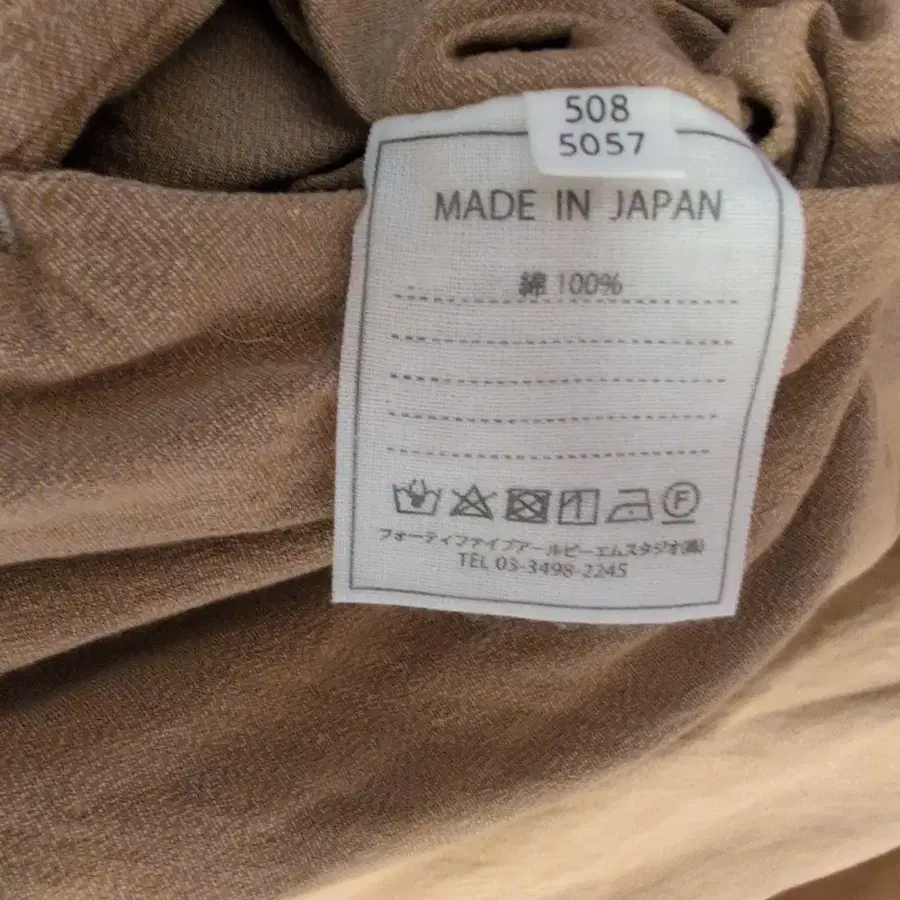 508
5057
MADE IN JAPAN
綿 100%
F
フォーティファイブアールピーエムスタジオ(株)
TEL 03-3498-2245